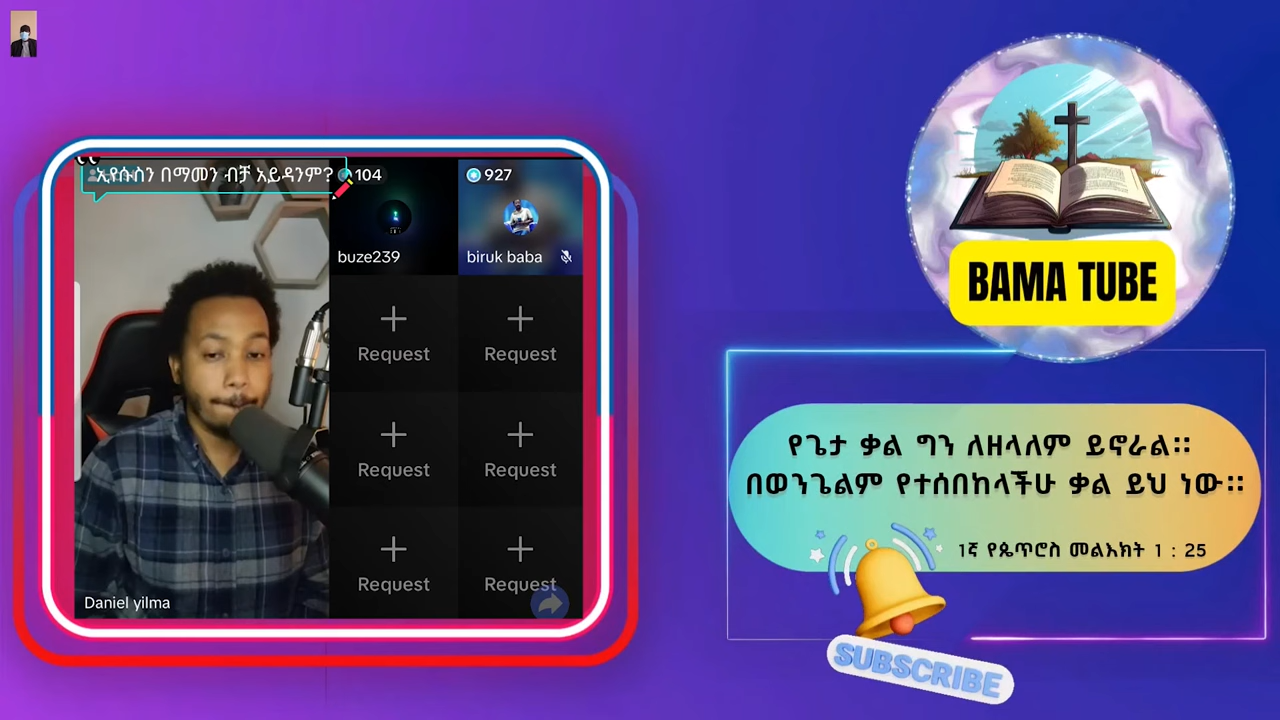 ኢየሱስን በማመን ብቻ አይዳንም?
104
927
buze239
biruk baba
Request
Request
Request
Request
Request
Request
Daniel yilma
BAMA TUBE
የጌታ ቃል ግን ለዘላለም ይኖራል።
በወንጌልም የተሰበከላችሁ ቃል ይህ ነው።
1ኛ የጴጥሮስ መልእክት 1 : 25
SUBSCRIBE